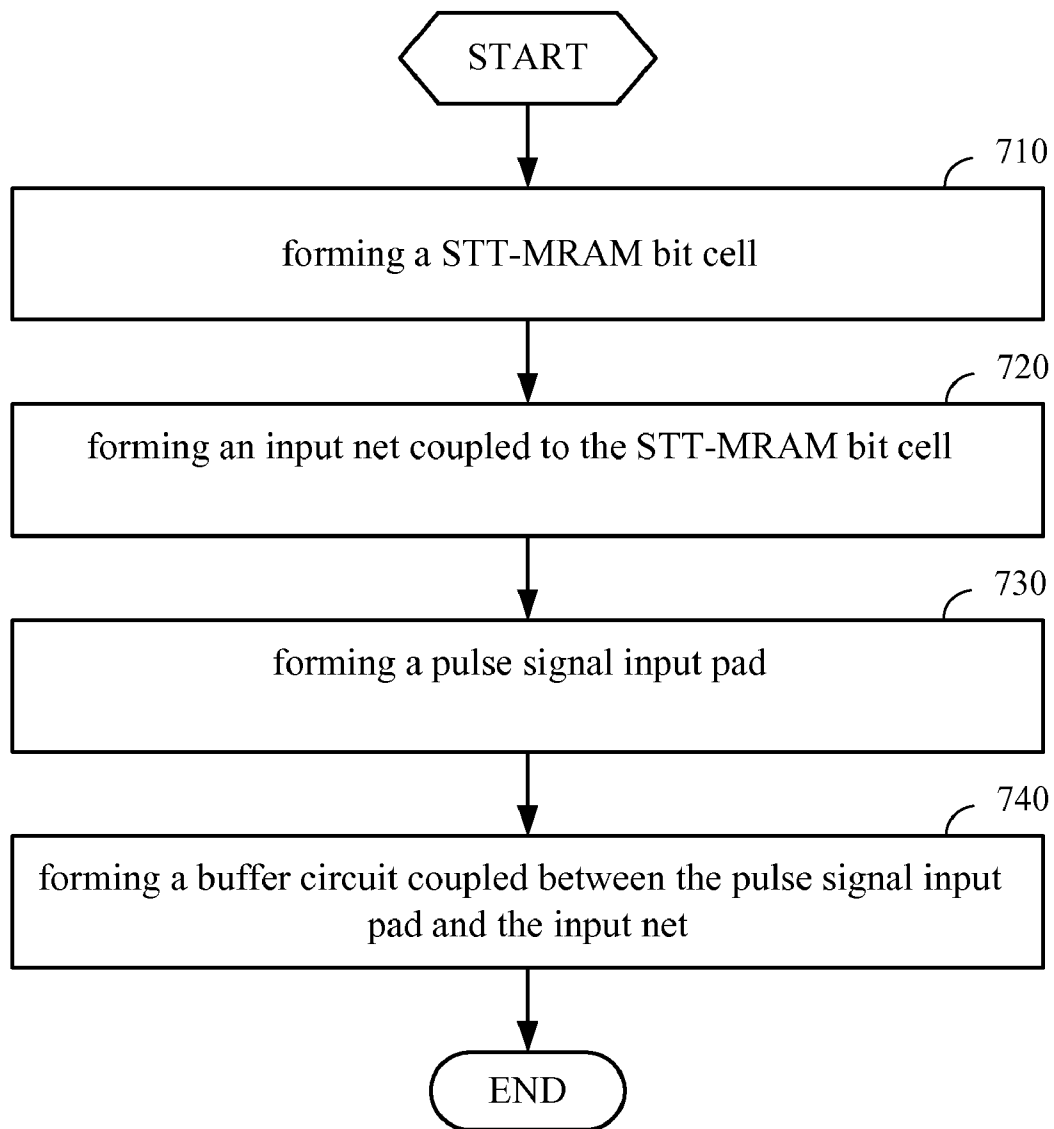 START
710
forming a STT-MRAM bit cell
720
forming an input net coupled to the STT-MRAM bit cell
730
forming a pulse signal input pad
740
forming a buffer circuit coupled between the pulse signal input
pad and the input net
END